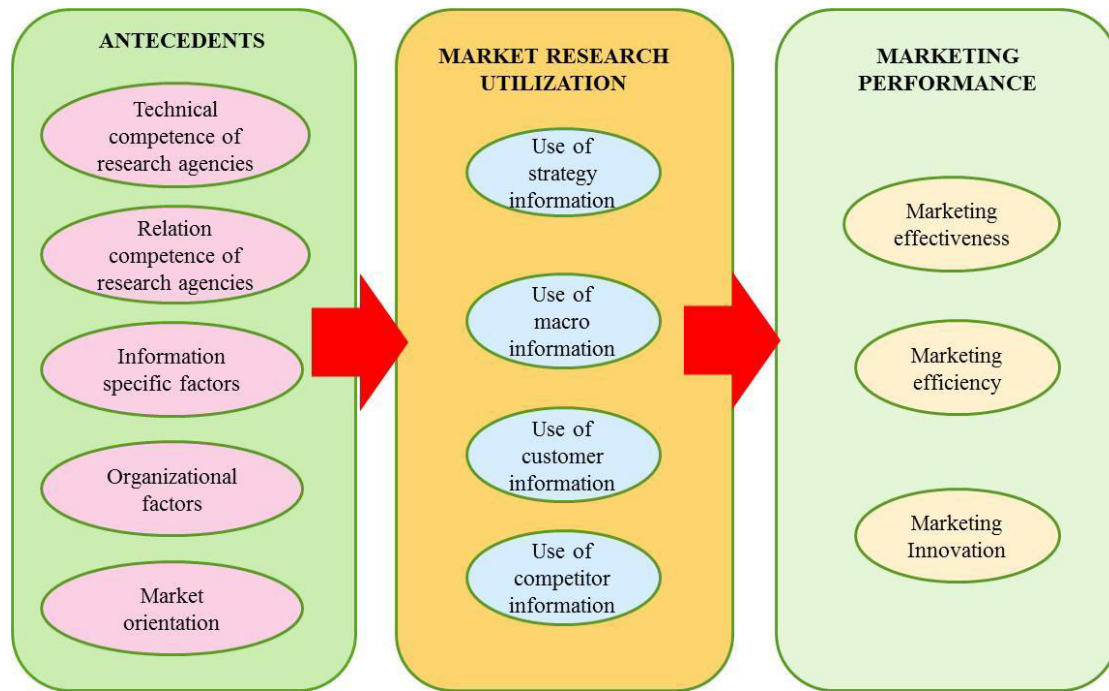 ANTECEDENTS
Technical
competence of
research agencies
Relation
competence of
research agencies
Information
specific factors
Organizational
factors
Market
orientation
MARKET RESEARCH
UTILIZATION
Use of
strategy
information
Use of
macro
information
Use of
customer
information
Use of
competitor
information
MARKETING
PERFORMANCE
Marketing
effectiveness
Marketing
efficiency
Marketing
Innovation